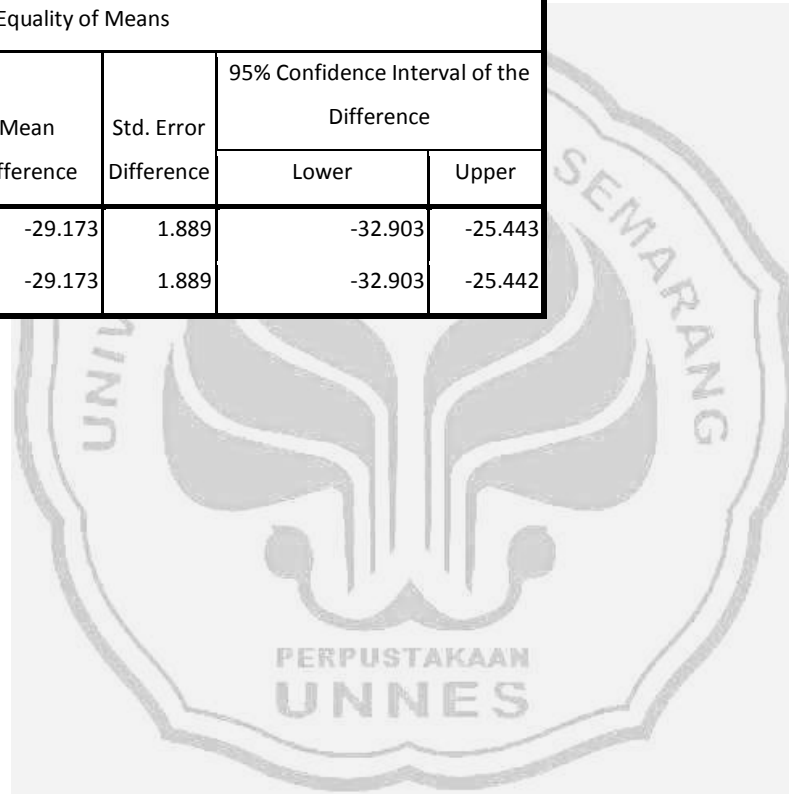 Equality of Means
95% Confidence Interval of the
Difference
Mean
Difference
Std. Error
Difference
Lower
Upper
-29.173 1.889 -32.903 -25.443
-29.173 1.889 -32.903 -25.442
SEMARANG
PERPUSTAKAAN
UNNES